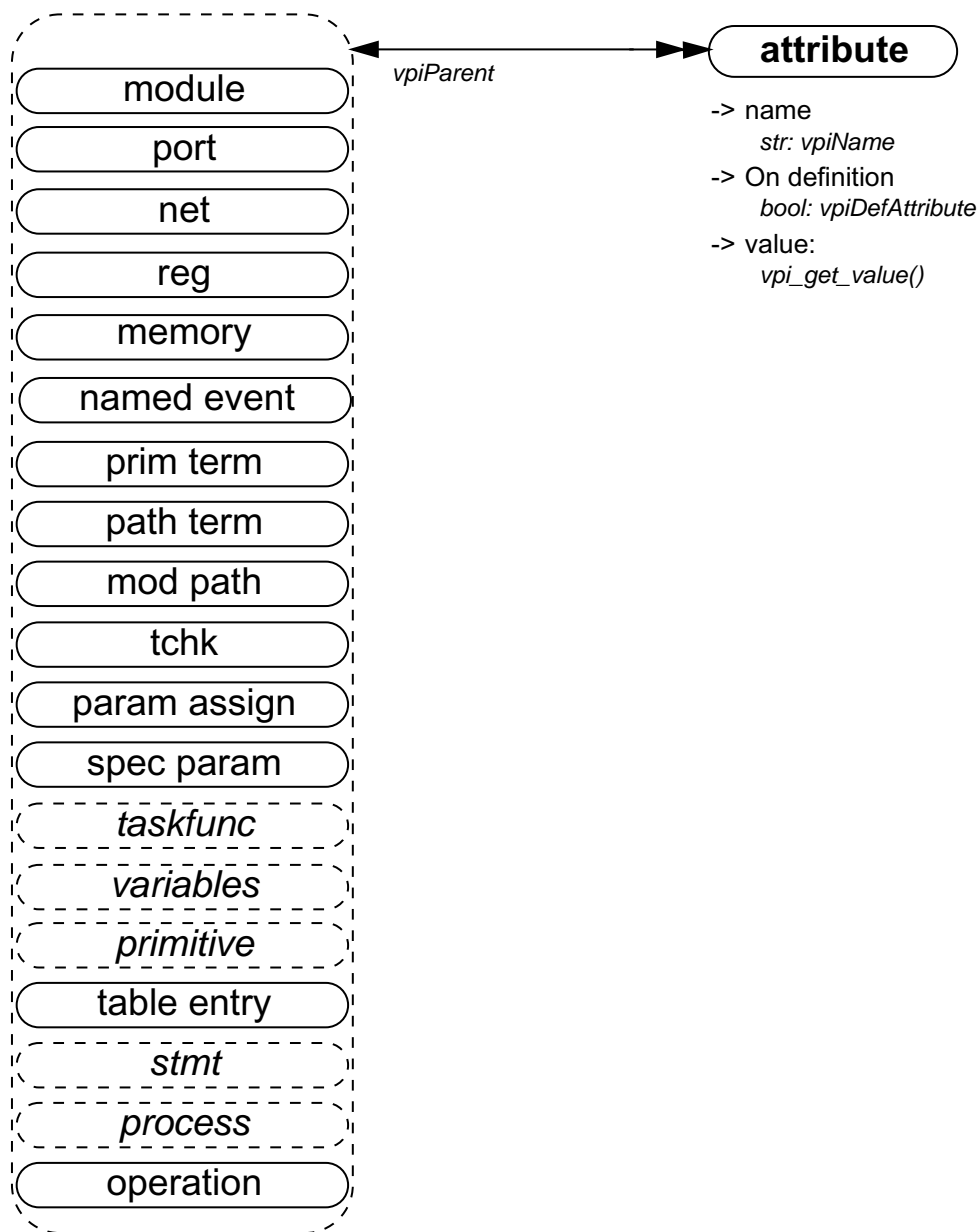 module
port
net
reg
memory
named event
prim term
path term
mod path
tchk
param assign
spec param
taskfunc
variables
primitive
table entry
stmt
process
operation
vpiParent
attribute
-> name
str: vpiName
-> On definition
bool: vpiDefAttribute
-> value:
vpi_get_value()